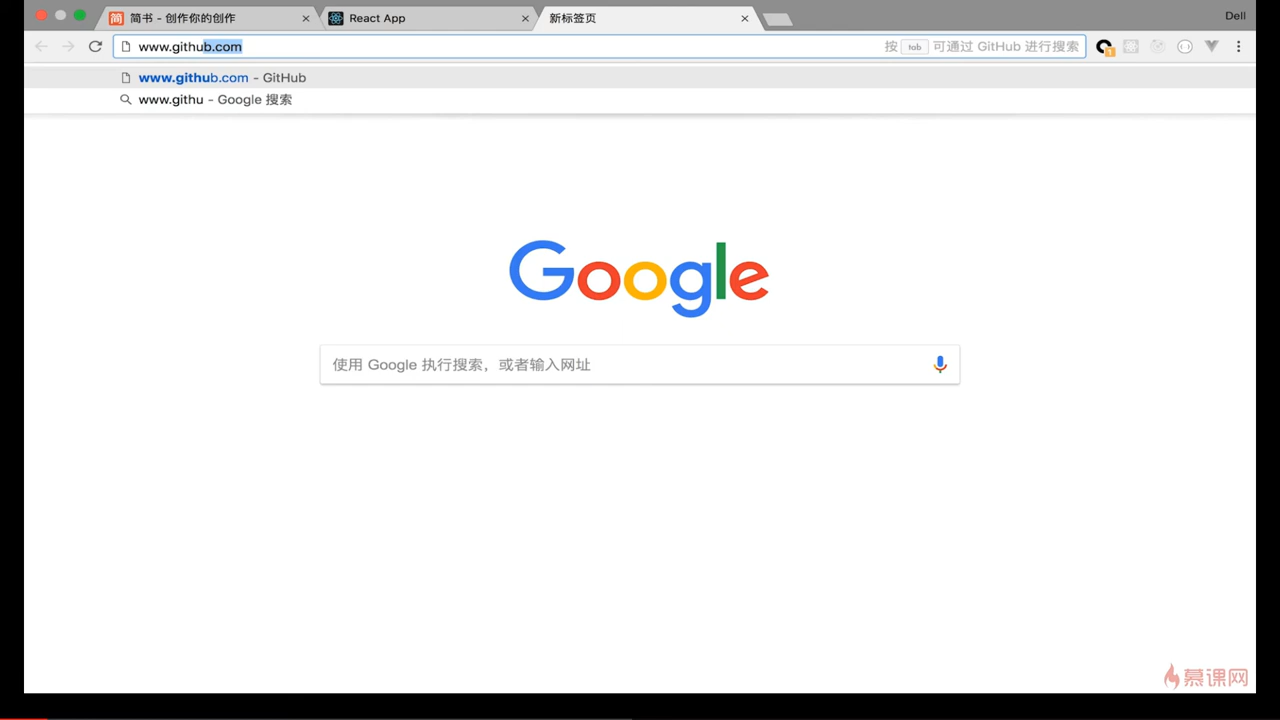 简书 - 创作你的创作
React App
新标签页
Dell
www.github.com
按 tab 可通过 GitHub 进行搜索
1
www.github.com - GitHub
www.githu - Google 搜索
Google
使用 Google 执行搜索，或者输入网址
慕课网